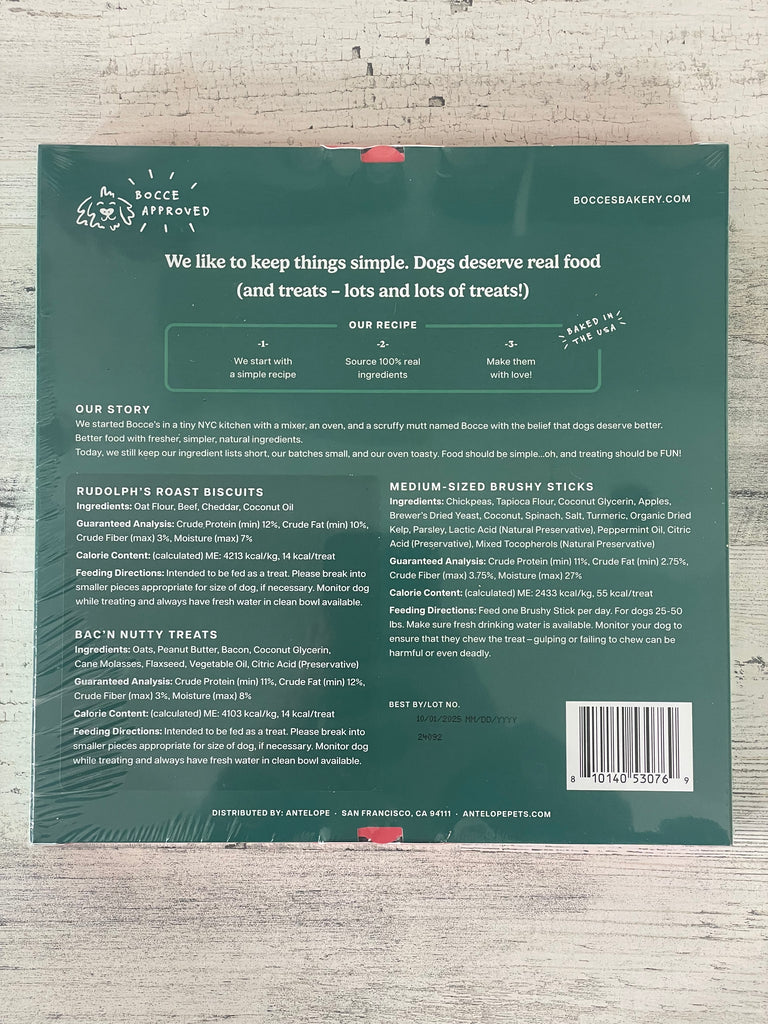 BOCCE
APPROVED
BOCCESBAKERY.COM
We like to keep things simple. Dogs deserve real food
(and treats – lots and lots of treats!)
OUR RECIPE
BAKED IN
THE USA
-1-
We start with
a simple recipe
-2-
Source 100% real
ingredients
-3-
Make them
with love!
OUR STORY
We started Bocce's in a tiny NYC kitchen with a mixer, an oven, and a scruffy mutt named Bocce with the belief that dogs deserve better.
Better food with fresher, simpler, natural ingredients.
Today, we still keep our ingredient lists short, our batches small, and our oven toasty. Food should be simple...oh, and treating should be FUN!
RUDOLPH'S ROAST BISCUITS
Ingredients: Oat Flour, Beef, Cheddar, Coconut Oil
Guaranteed Analysis: Crude Protein (min) 12%, Crude Fat (min) 10%,
Crude Fiber (max) 3%, Moisture (max) 7%
Calorie Content: (calculated) ME: 4213 kcal/kg, 14 kcal/treat
Feeding Directions: Intended to be fed as a treat. Please break into
smaller pieces appropriate for size of dog, if necessary. Monitor dog
while treating and always have fresh water in clean bowl available.
BAC'N NUTTY TREATS
Ingredients: Oats, Peanut Butter, Bacon, Coconut Glycerin,
Cane Molasses, Flaxseed, Vegetable Oil, Citric Acid (Preservative)
Guaranteed Analysis: Crude Protein (min) 11%, Crude Fat (min) 12%,
Crude Fiber (max) 3%, Moisture (max) 8%
Calorie Content: (calculated) ME: 4103 kcal/kg, 14 kcal/treat
Feeding Directions: Intended to be fed as a treat. Please break into
smaller pieces appropriate for size of dog, if necessary. Monitor dog
while treating and always have fresh water in clean bowl available.
MEDIUM-SIZED BRUSHY STICKS
Ingredients: Chickpeas, Tapioca Flour, Coconut Glycerin, Apples,
Brewer's Dried Yeast, Coconut, Spinach, Salt, Turmeric, Organic Dried
Kelp, Parsley, Lactic Acid (Natural Preservative), Peppermint Oil, Citric
Acid (Preservative), Mixed Tocopherols (Natural Preservative)
Guaranteed Analysis: Crude Protein (min) 11%, Crude Fat (min) 2.75%,
Crude Fiber (max) 3.75%, Moisture (max) 27%
Calorie Content: (calculated) ME: 2433 kcal/kg, 55 kcal/treat
Feeding Directions: Feed one Brushy Stick per day. For dogs 25-50
lbs. Make sure fresh drinking water is available. Monitor your dog to
ensure that they chew the treat – gulping or failing to chew can be
harmful or even deadly.
BEST BY/LOT NO.
10/01/2025 MM/DD/YYYY
24092
8 10140 53076 9
DISTRIBUTED BY: ANTELOPE · SAN FRANCISCO, CA 94111 · ANTELOPEPETS.COM